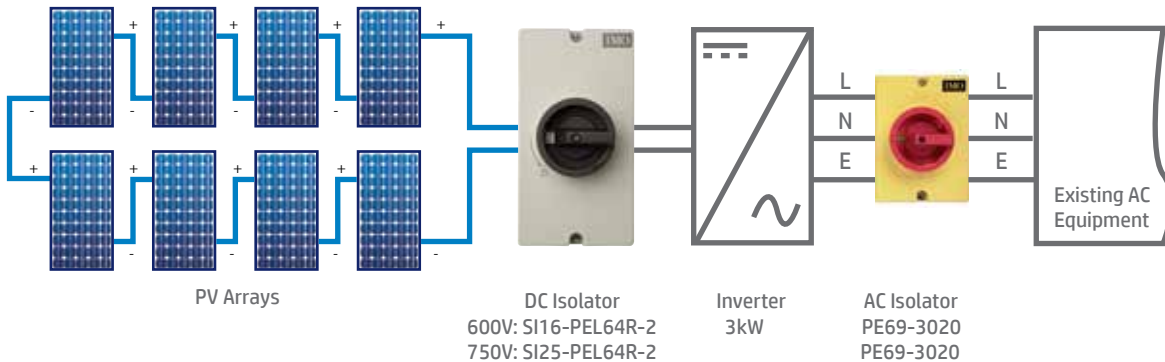 + + + +
- - - -
+ + + +
- - - -
IMO
L
N
E
IMO
L
N
E
Existing AC
Equipment
PV Arrays
DC Isolator
600V: SI16-PEL64R-2
750V: SI25-PEL64R-2
Inverter
3kW
AC Isolator
PE69-3020
PE69-3020